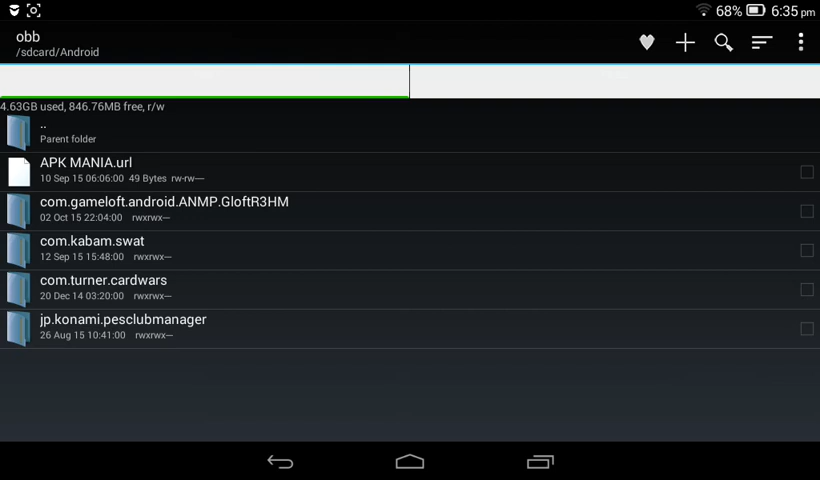 68% 6:35 pm
obb
/sdcard/Android
4.63GB used, 846.76MB free, r/w
..
Parent folder
APK MANIA.url
10 Sep 15 06:06:00 49 Bytes rw-rw—
com.gameloft.android.ANMP.GloftR3HM
02 Oct 15 22:04:00 rwxrwx—
com.kabam.swat
12 Sep 15 15:48:00 rwxrwx—
com.turner.cardwars
20 Dec 14 03:20:00 rwxrwx—
jp.konami.pesclubmanager
26 Aug 15 10:41:00 rwxrwx—